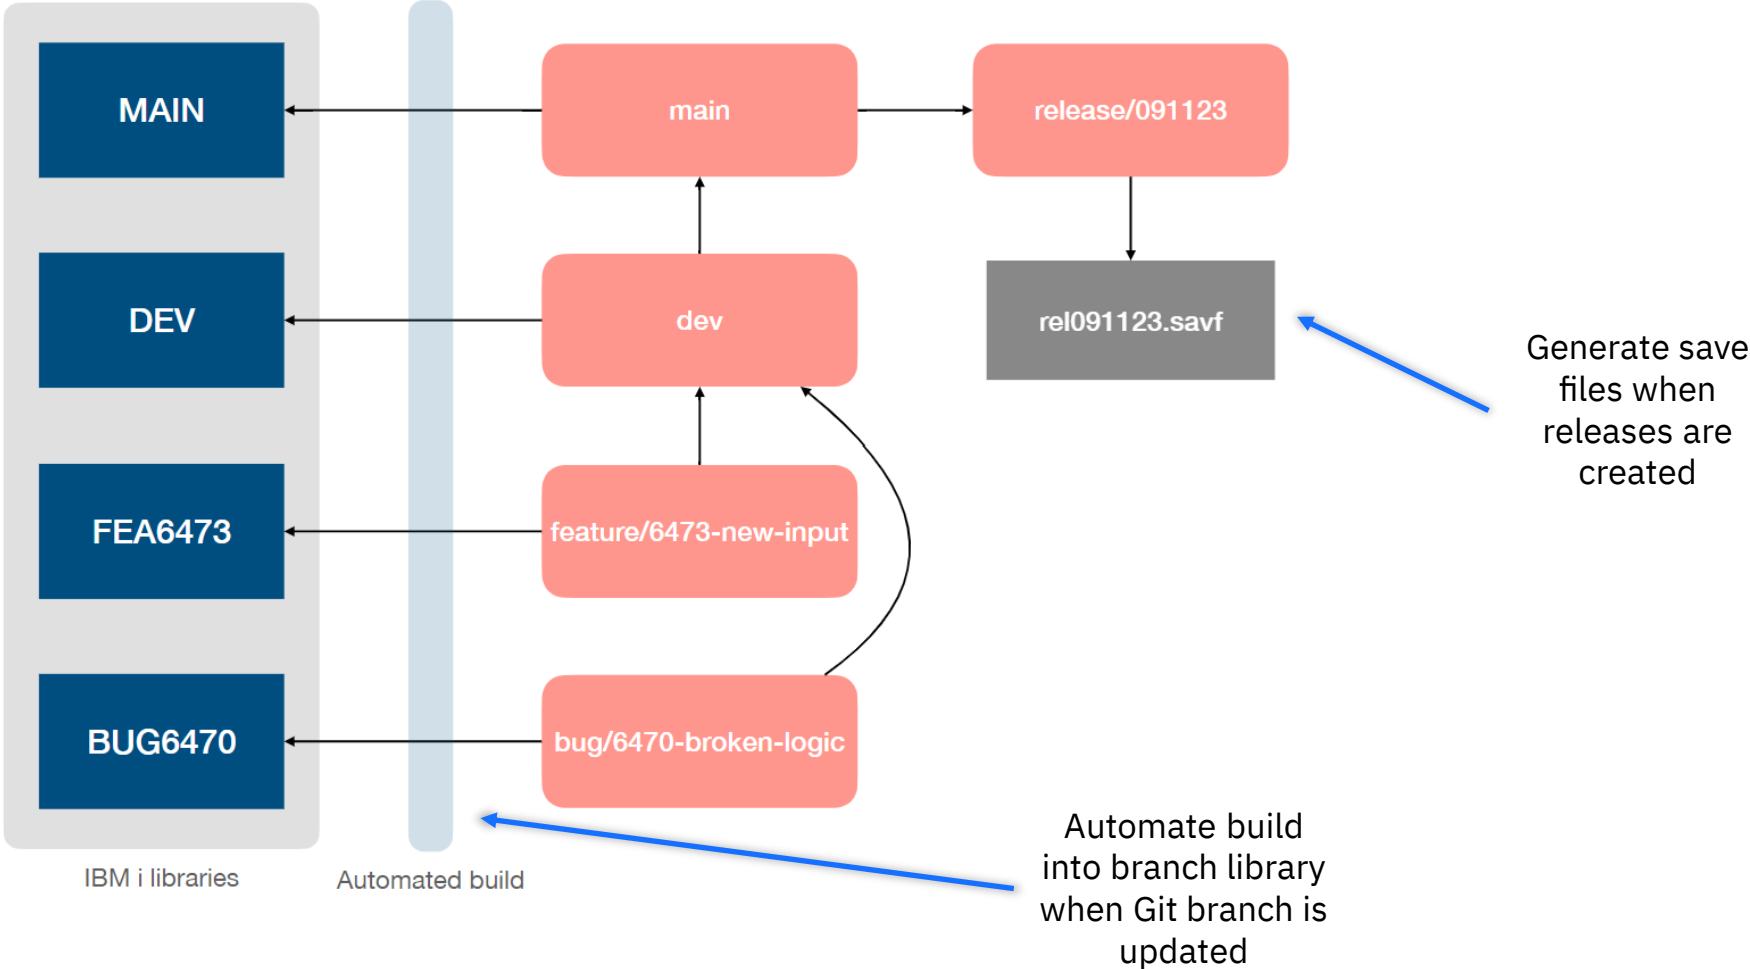 MAIN
main
release/091123
DEV
dev
rel091123.savf
Generate save
files when
releases are
created
FEA6473
feature/6473-new-input
BUG6470
bug/6470-broken-logic
Automate build
into branch library
when Git branch is
updated
IBM i libraries
Automated build